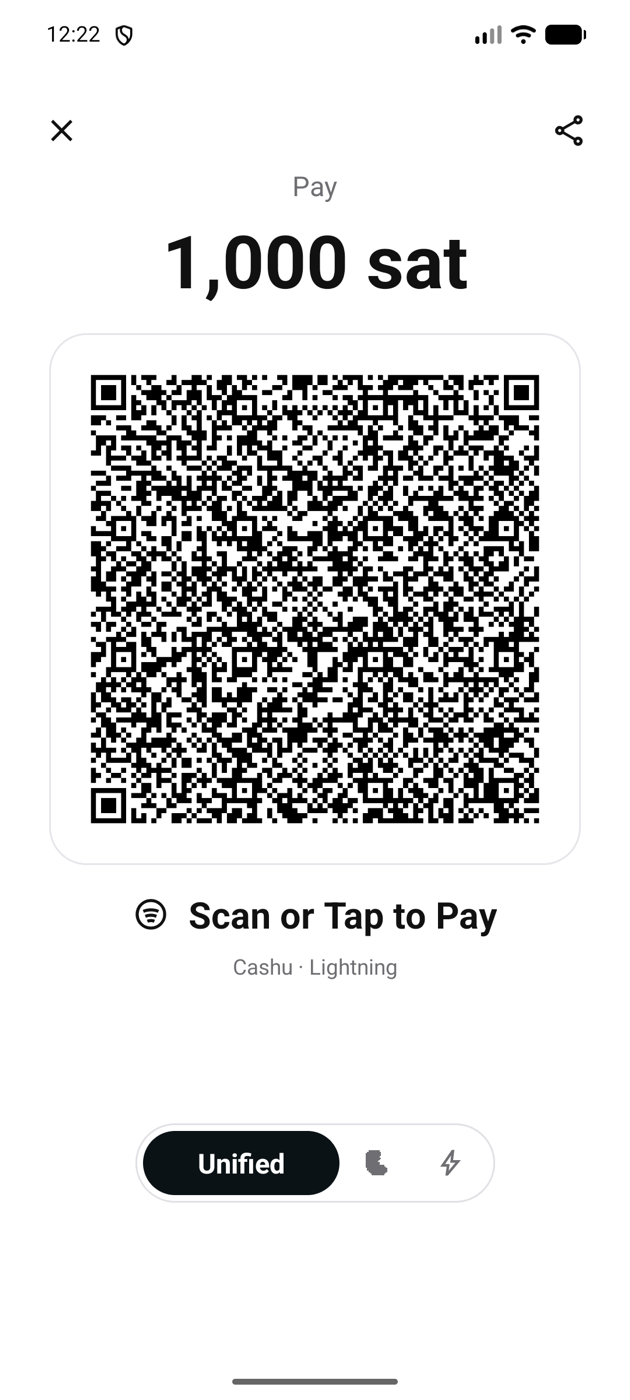 12:22
Pay
1,000 sat
Scan or Tap to Pay
Cashu · Lightning
Unified